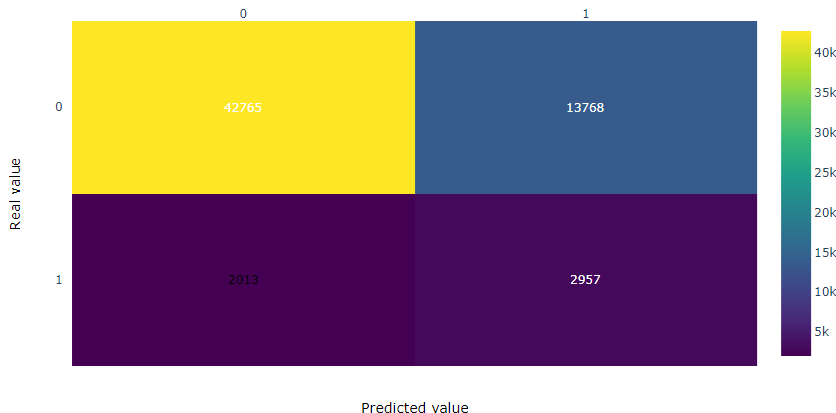 0 1
40k
0 42765 13768
35k
30k
25k
Real value
20k
15k
1 2013 2957
10k
5k
Predicted value